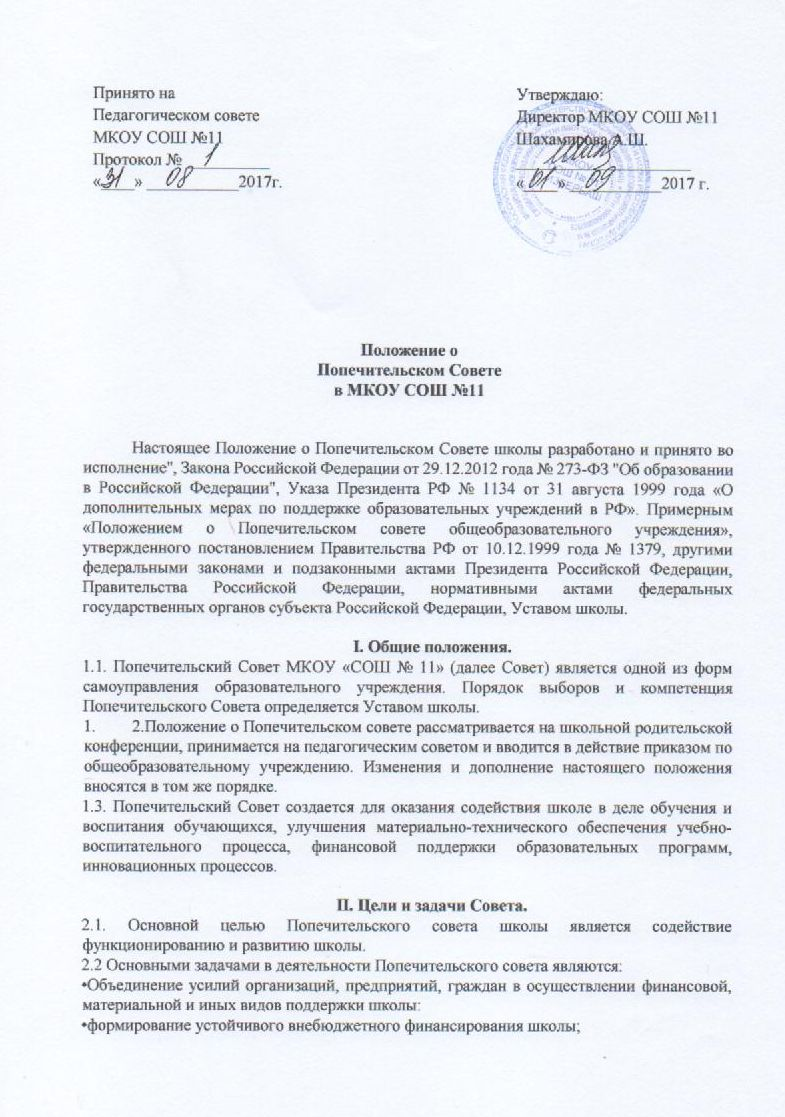 Принято на
Педагогическом совете
МКОУ СОШ №11
Протокол № 1
«31» 08 2017г.
Утверждаю:
Директор МКОУ СОШ №11
Шахамирова А.Ш.
«01» 09 2017 г.
Положение о
Попечительском Совете
в МКОУ СОШ №11
Настоящее Положение о Попечительском Совете школы разработано и принято во
исполнение", Закона Российской Федерации от 29.12.2012 года № 273-ФЗ "Об образовании
в Российской Федерации", Указа Президента РФ № 1134 от 31 августа 1999 года «О
дополнительных мерах по поддержке образовательных учреждений в РФ». Примерным
«Положением о Попечительском совете общеобразовательного учреждения»,
утвержденного постановлением Правительства РФ от 10.12.1999 года № 1379, другими
федеральными законами и подзаконными актами Президента Российской Федерации,
Правительства Российской Федерации, нормативными актами федеральных
государственных органов субъекта Российской Федерации, Уставом школы.
I. Общие положения.
1.1. Попечительский Совет МКОУ «СОШ № 11» (далее Совет) является одной из форм
самоуправления образовательного учреждения. Порядок выборов и компетенция
Попечительского Совета определяется Уставом школы.
1. 2.Положение о Попечительском совете рассматривается на школьной родительской
конференции, принимается на педагогическим советом и вводится в действие приказом по
общеобразовательному учреждению. Изменения и дополнение настоящего положения
вносятся в том же порядке.
1.3. Попечительский Совет создается для оказания содействия школе в деле обучения и
воспитания обучающихся, улучшения материально-технического обеспечения учебно-
воспитательного процесса, финансовой поддержки образовательных программ,
инновационных процессов.
II. Цели и задачи Совета.
2.1. Основной целью Попечительского совета школы является содействие
функционированию и развитию школы.
2.2 Основными задачами в деятельности Попечительского совета являются:
•Объединение усилий организаций, предприятий, граждан в осуществлении финансовой,
материальной и иных видов поддержки школы:
•формирование устойчивого внебюджетного финансирования школы;